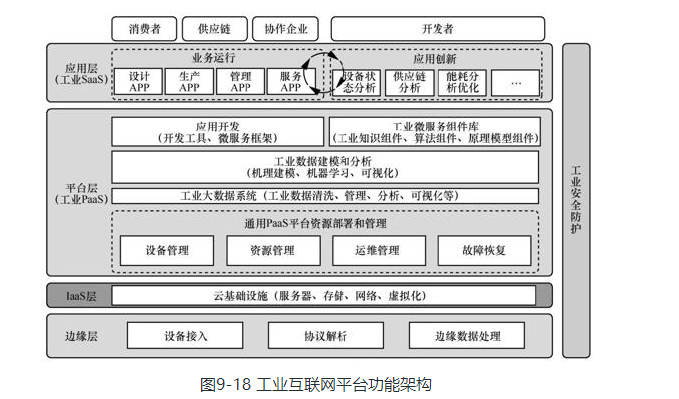 消费者
供应链
协作企业
开发者
应用层
(工业SaaS)
业务运行
设计
APP
生产
APP
管理
APP
服务
APP
应用创新
设备状
态分析
供应链
分析
能耗分
析优化
…
平台层
(工业PaaS)
应用开发
(开发工具、微服务框架)
工业微服务组件库
(工业知识组件、算法组件、原理模型组件)
工业数据建模和分析
(机理建模、机器学习、可视化)
工业大数据系统（工业数据清洗、管理、分析、可视化等）
通用PaaS平台资源部署和管理
设备管理
资源管理
运维管理
故障恢复
IaaS层
云基础设施（服务器、存储、网络、虚拟化）
边缘层
设备接入
协议解析
边缘数据处理
工业安全防护
图9-18 工业互联网平台功能架构